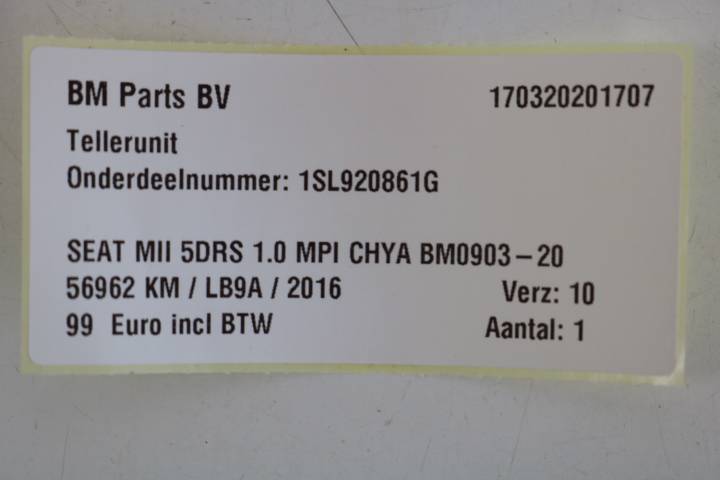 BM Parts BV 170320201707
Tellerunit
Onderdeelnummer: 1SL920861G
SEAT MII 5DRS 1.0 MPI CHYA BM0903-20
56962 KM / LB9A / 2016 Verz: 10
99 Euro incl BTW Aantal: 1